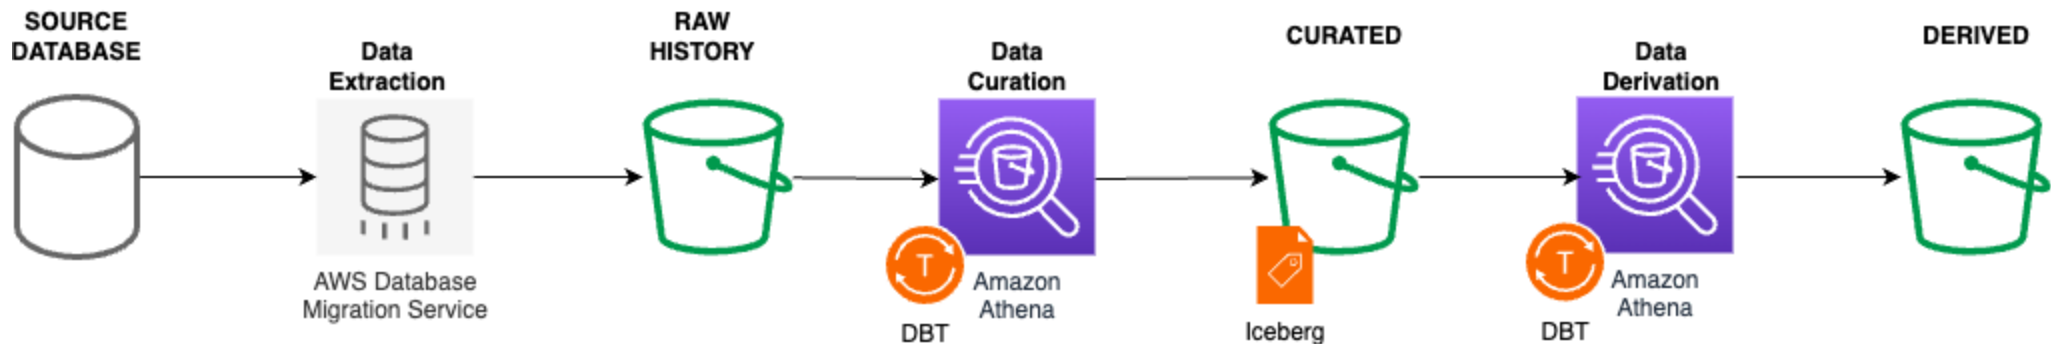 SOURCE
DATABASE
Data
Extraction
AWS Database
Migration Service
RAW
HISTORY
Data
Curation
T
DBT
Amazon
Athena
CURATED
Iceberg
Data
Derivation
T
DBT
Amazon
Athena
DERIVED